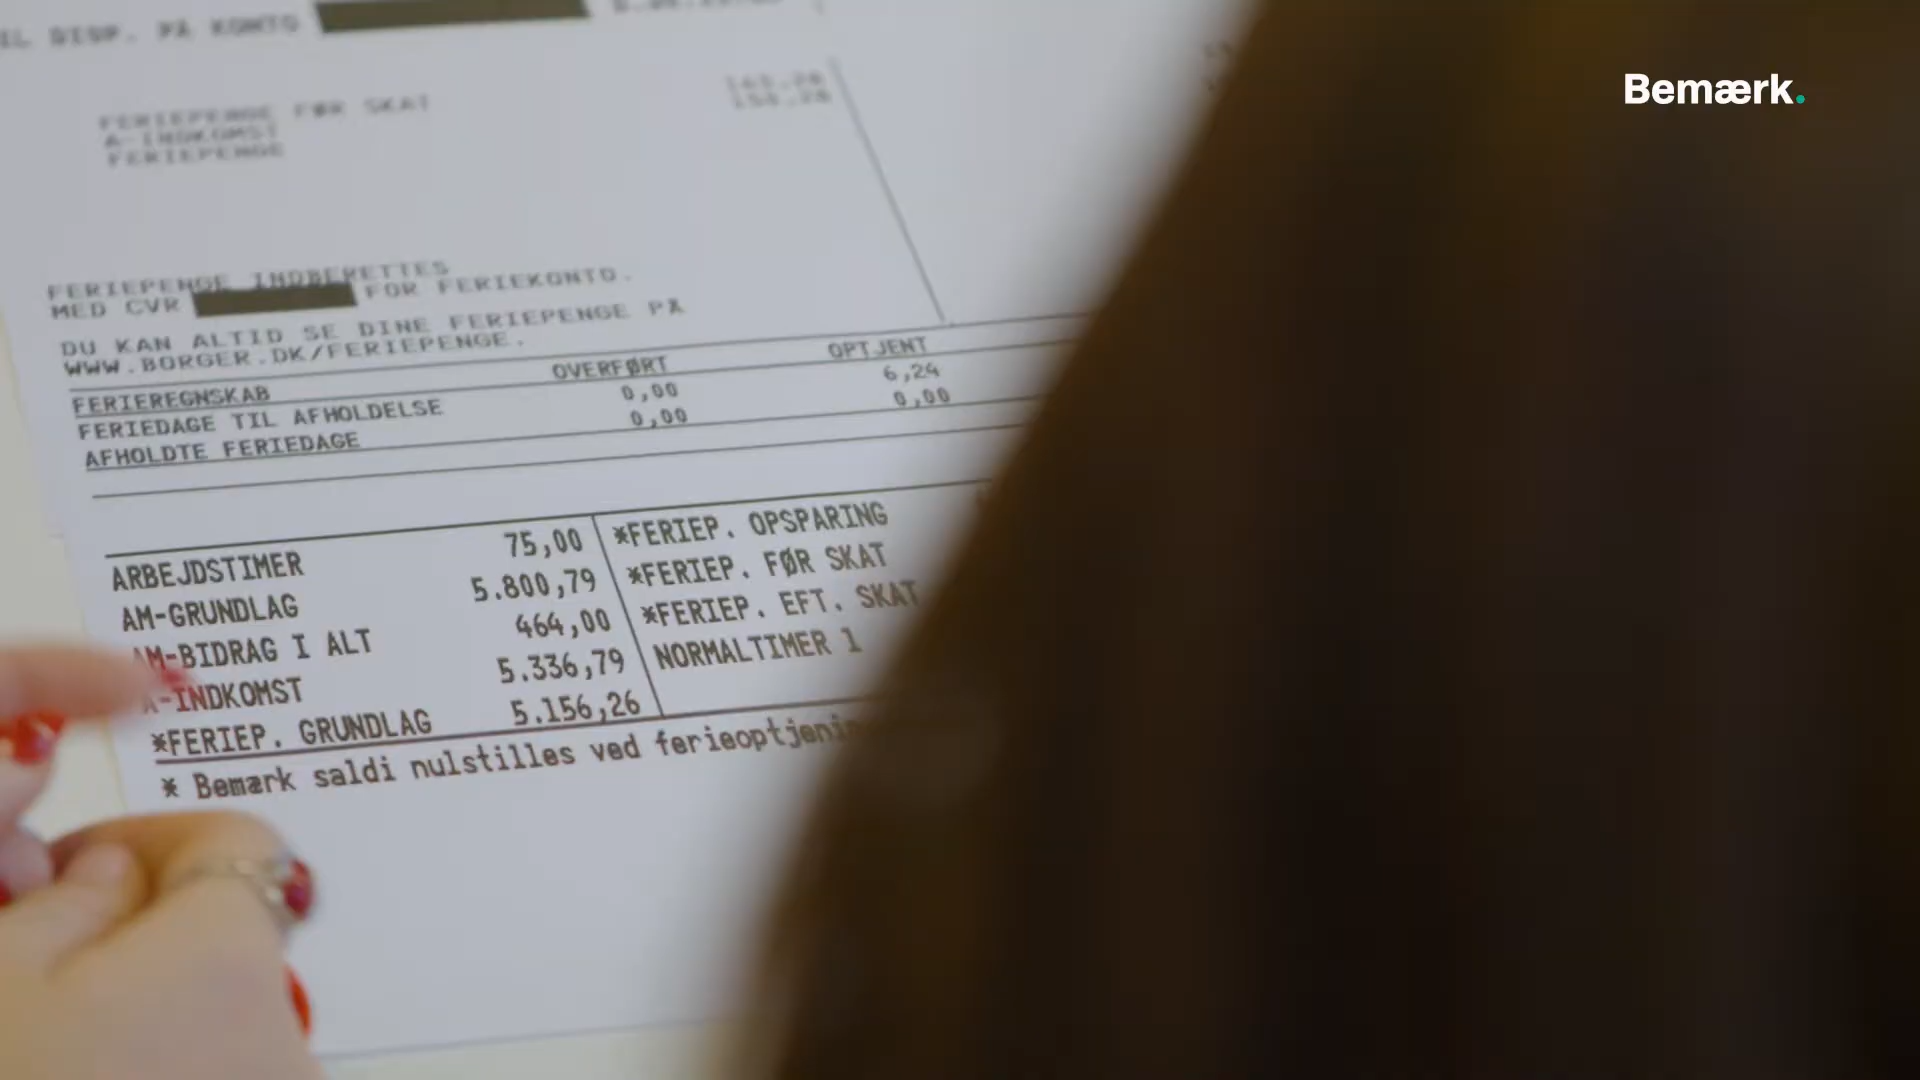 TIL DISP. PÅ KONTO
Bemærk.
FERIEPENGE FØR SKAT
A-INDKOMST
FERIEPENGE
FERIEPENGE INDBERETTES
MED CVR FOR FERIEKONTO.
DU KAN ALTID SE DINE FERIEPENGE PÅ
WWW.BORGER.DK/FERIEPENGE.
OVERFØRT OPTJENT
FERIEREGNSKAB
FERIEDAGE TIL AFHOLDELSE 0,00 6,24
AFHOLDTE FERIEDAGE 0,00 0,00
ARBEJDSTIMER 75,00 *FERIEP. OPSPARING
AM-GRUNDLAG 5.800,79 *FERIEP. FØR SKAT
AM-BIDRAG I ALT 464,00 *FERIEP. EFT. SKAT
A-INDKOMST 5.336,79 NORMALTIMER 1
*FERIEP. GRUNDLAG 5.156,26
* Bemærk saldi nulstilles ved ferieoptjenin